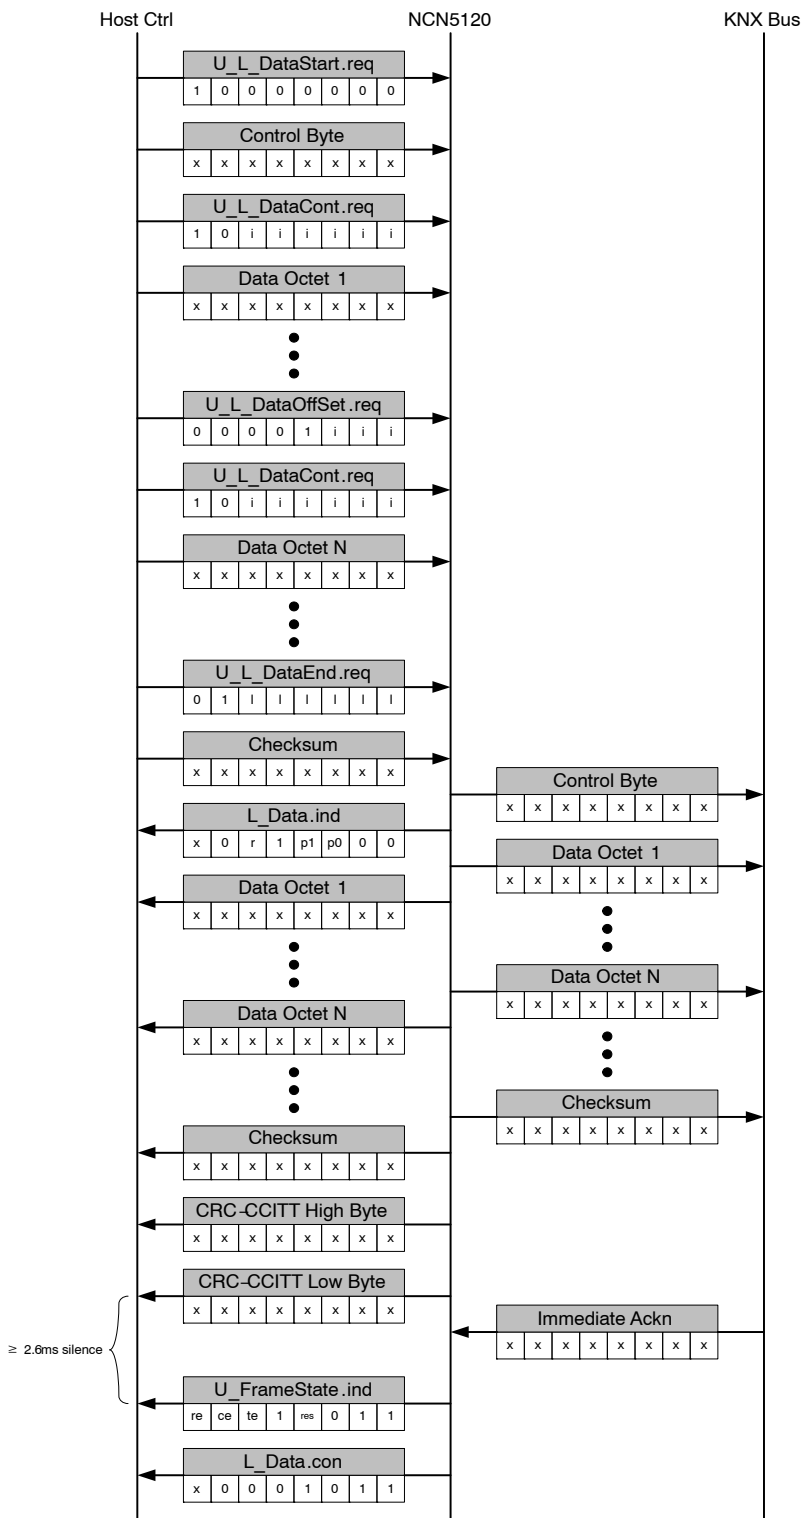 Host Ctrl NCN5120 KNX Bus
U_L_DataStart.req
1 0 0 0 0 0 0 0
Control Byte
x x x x x x x x
U_L_DataCont.req
1 0 i i i i i i
Data Octet 1
x x x x x x x x
U_L_DataOffSet.req
0 0 0 0 1 i i i
U_L_DataCont.req
1 0 i i i i i i
Data Octet N
x x x x x x x x
U_L_DataEnd.req
0 1 l l l l l l
Checksum
x x x x x x x x
Control Byte
x x x x x x x x
L_Data.ind
x 0 r 1 p1 p0 0 0
Data Octet 1
x x x x x x x x
Data Octet 1
x x x x x x x x
Data Octet N
x x x x x x x x
Data Octet N
x x x x x x x x
Checksum
x x x x x x x x
Checksum
x x x x x x x x
CRC-CCITT High Byte
x x x x x x x x
CRC-CCITT Low Byte
x x x x x x x x
Immediate Ackn
x x x x x x x x
≥ 2.6ms silence
U_FrameState.ind
re ce te 1 res 0 1 1
L_Data.con
x 0 0 0 1 0 1 1